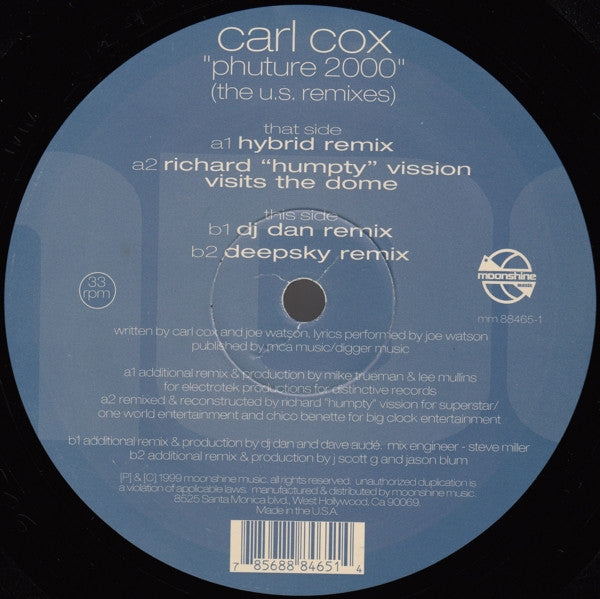 carl cox
"phuture 2000"
(the u.s. remixes)
that side
a1 hybrid remix
a2 richard "humpty" vission
visits the dome
this side
b1 dj dan remix
b2 deepsky remix
33
rpm
moonshine
music
mm 88465-1
written by carl cox and joe watson, lyrics performed by joe watson
published by mca music/digger music
a1 additional remix & production by mike trueman & lee mullins
for electrotek productions for distinctive records
a2 remixed & reconstructed by richard "humpty" vission for superstar/
one world entertainment and chico benette for big clock entertainment
b1 additional remix & production by dj dan and dave audé. mix engineer - steve miller
b2 additional remix & production by j scott g and jason blum
[P] & [C] 1999 moonshine music. all rights reserved. unauthorized duplication is
a violation of applicable laws. manufactured & distributed by moonshine music.
8525 Santa Monica blvd., West Hollywood, Ca 90069.
Made in the U.S.A.
7 85688 84651 4